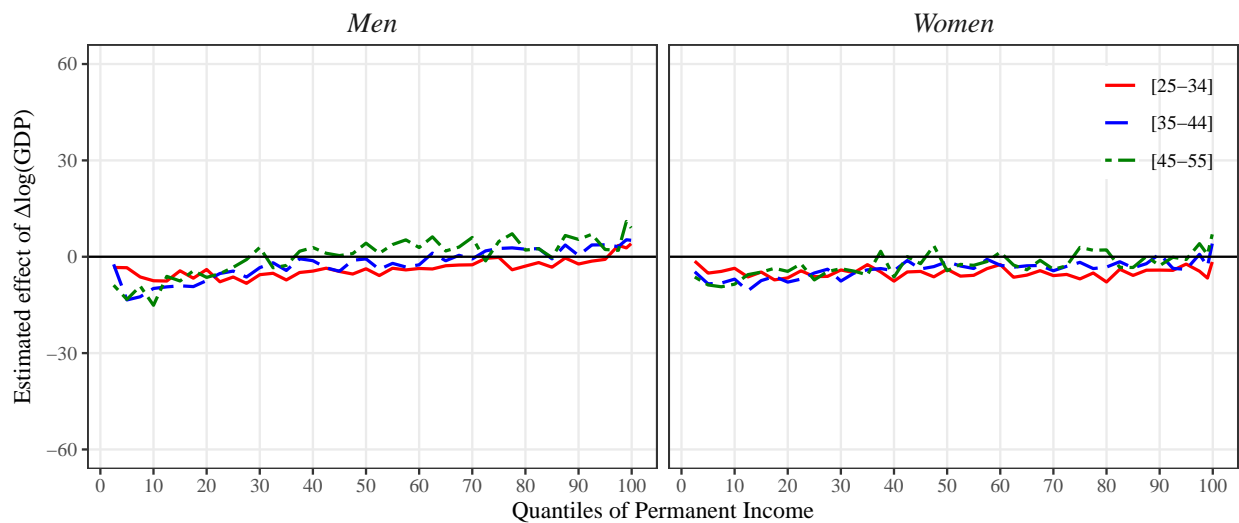 Men
Women
Estimated effect of Δlog(GDP)
60
30
0
−30
−60
[25−34]
[35−44]
[45−55]
0 10 20 30 40 50 60 70 80 90 100
0 10 20 30 40 50 60 70 80 90 100
Quantiles of Permanent Income